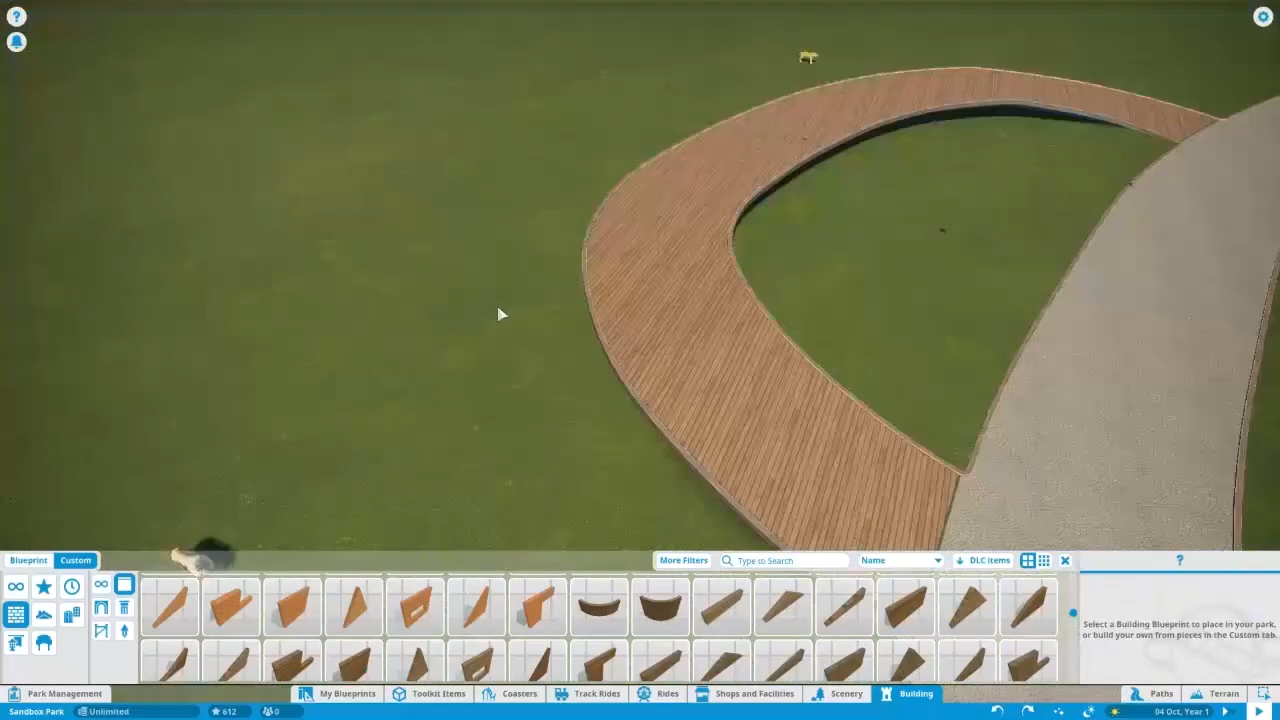 ?
Blueprint Custom
More Filters Type to Search Name DLC Items
?
Select a Building Blueprint to place in your park,
or build your own from pieces in the Custom tab.
Park Management My Blueprints Toolkit Items Coasters Track Rides Rides Shops and Facilities Scenery Building Paths Terrain
Sandbox Park Unlimited 612 0 04 Oct, Year 1